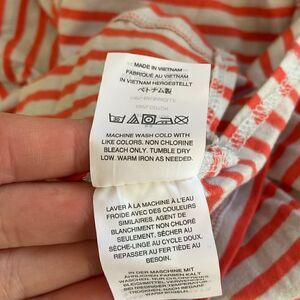 MADE IN VIETNAM
FABRIQUÉ AU VIETNAM
IN VIETNAM HERGESTELLT
ベトナム製
MACHINE WASH COLD WITH
LIKE COLORS. NON CHLORINE
BLEACH ONLY. TUMBLE DRY
LOW. WARM IRON AS NEEDED.
LAVER À LA MACHINE À L'EAU
FROIDE AVEC DES COULEURS
SIMILAIRES. AGENT DE
BLANCHIMENT NON CHLORÉ
SEULEMENT. SÉCHER AU
SÈCHE-LINGE AU CYCLE DOUX.
REPASSER AU FER TIÈDE AU
BESOIN.
IN DER MASCHINE MIT
ÄHNLICHEN FARBEN KALT